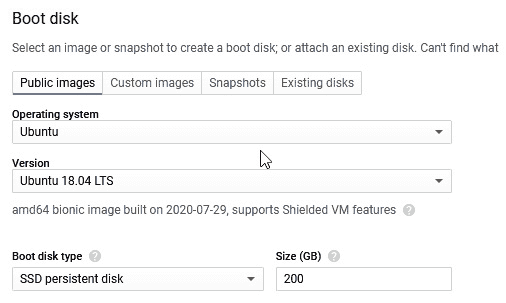 Boot disk
Select an image or snapshot to create a boot disk; or attach an existing disk. Can't find what
Public images Custom images Snapshots Existing disks
Operating system
Ubuntu
Version
Ubuntu 18.04 LTS
amd64 bionic image built on 2020-07-29, supports Shielded VM features ?
Boot disk type ? Size (GB) ?
SSD persistent disk 200